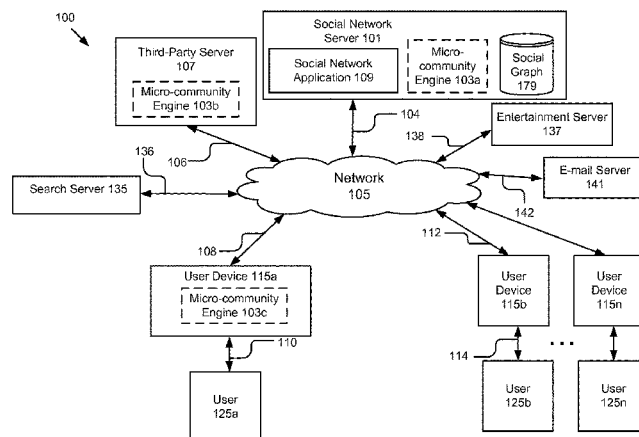 100
Social Network
Server 101
Social Network
Application 109
Micro-
community
Engine 103a
Social
Graph
179
Third-Party Server
107
Micro-community
Engine 103b
104
138
Entertainment Server
137
106
136
Search Server 135
Network
105
E-mail Server
141
142
108
112
User Device 115a
Micro-community
Engine 103c
User
Device
115b
User
Device
115n
110
114
...
User
125a
User
125b
User
125n